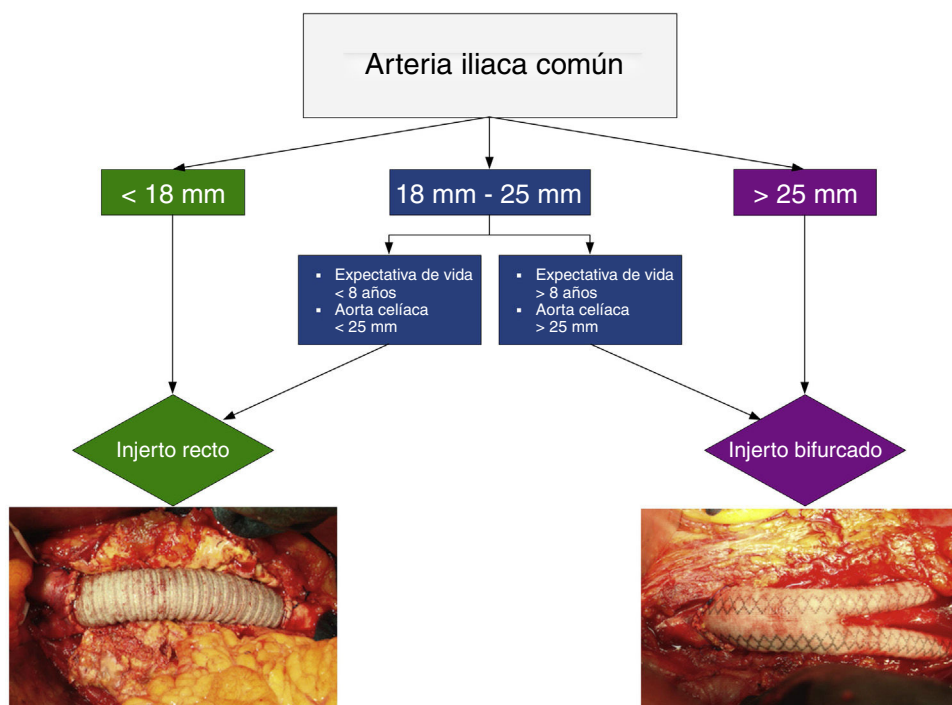 Arteria iliaca común
< 18 mm
18 mm - 25 mm
> 25 mm
▪ Expectativa de vida
< 8 años
▪ Aorta celíaca
< 25 mm
▪ Expectativa de vida
> 8 años
▪ Aorta celíaca
> 25 mm
Injerto recto
Injerto bifurcado